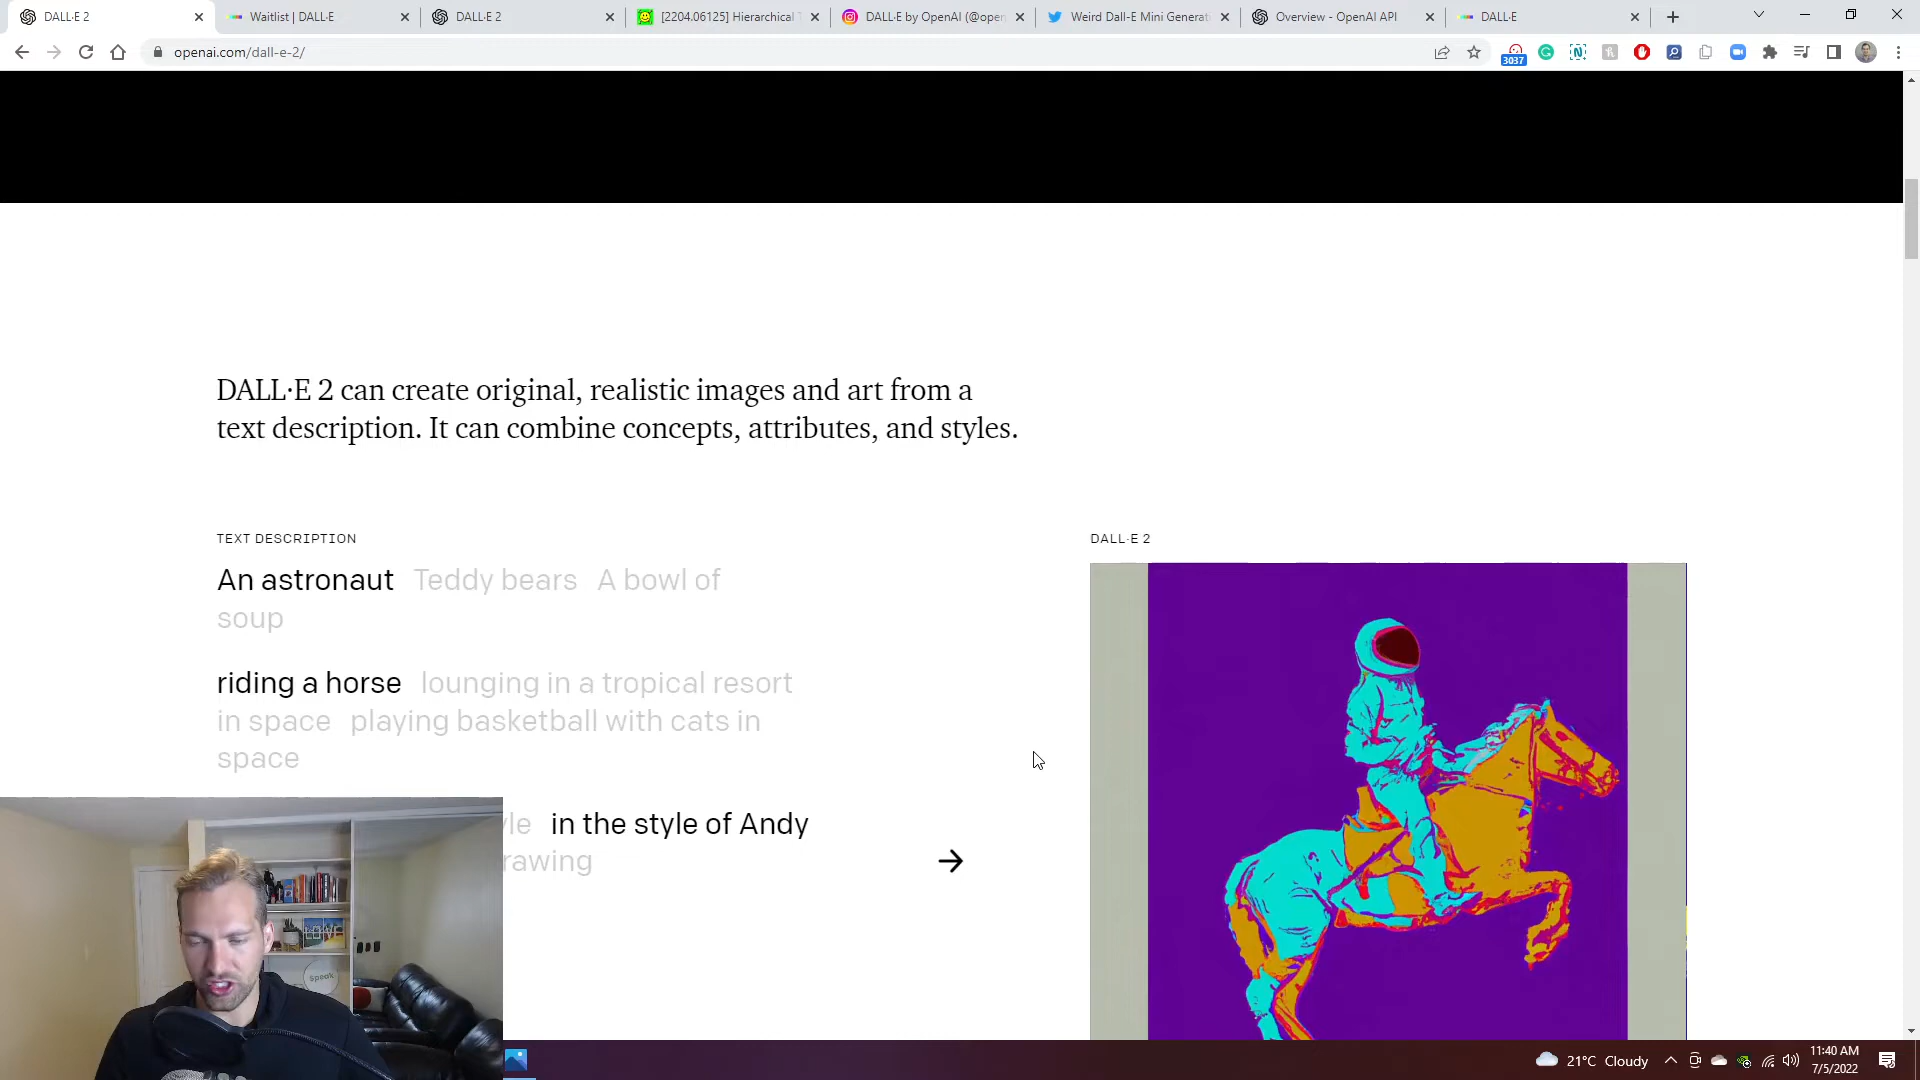 DALL·E 2
Waitlist | DALL·E
DALL·E 2
[2204.06125] Hierarchical
DALL·E by OpenAI (@open
Weird Dall-E Mini Generat
Overview - OpenAI API
DALL·E
openai.com/dall-e-2/
3037
DALL·E 2 can create original, realistic images and art from a
text description. It can combine concepts, attributes, and styles.
TEXT DESCRIPTION
An astronaut Teddy bears A bowl of
soup
riding a horse lounging in a tropical resort
in space playing basketball with cats in
space
in the style of Andy
DALL·E 2
Speak
21°C Cloudy
11:40 AM
7/5/2022